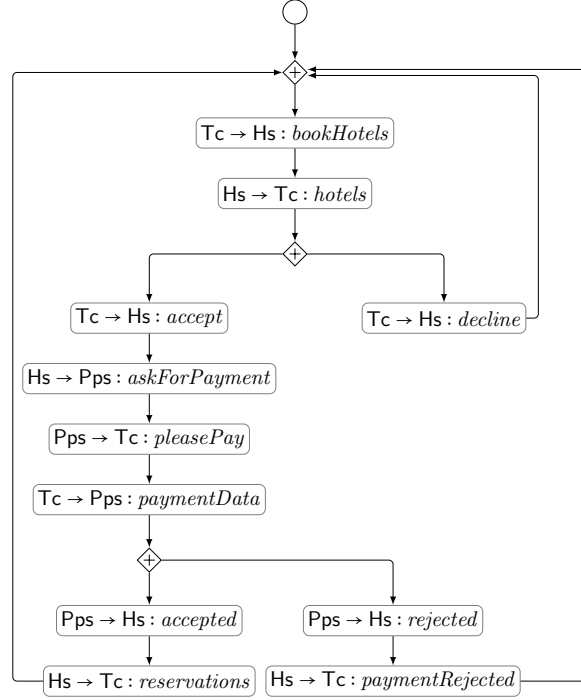 +
Tc → Hs : bookHotels
Hs → Tc : hotels
+
Tc → Hs : accept
Tc → Hs : decline
Hs → Pps : askForPayment
Pps → Tc : pleasePay
Tc → Pps : paymentData
+
Pps → Hs : accepted
Pps → Hs : rejected
Hs → Tc : reservations
Hs → Tc : paymentRejected